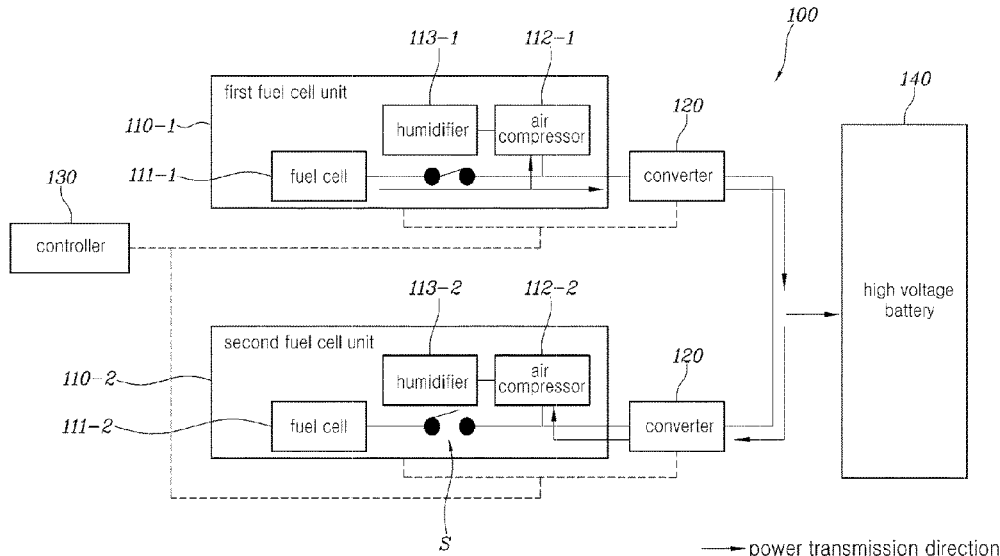 113-1
112-1
100
first fuel cell unit
120
140
110-1
humidifier
air
compressor
111-1
fuel cell
converter
130
controller
113-2
112-2
high voltage
battery
second fuel cell unit
120
110-2
humidifier
air
compressor
111-2
fuel cell
converter
S
power transmission direction